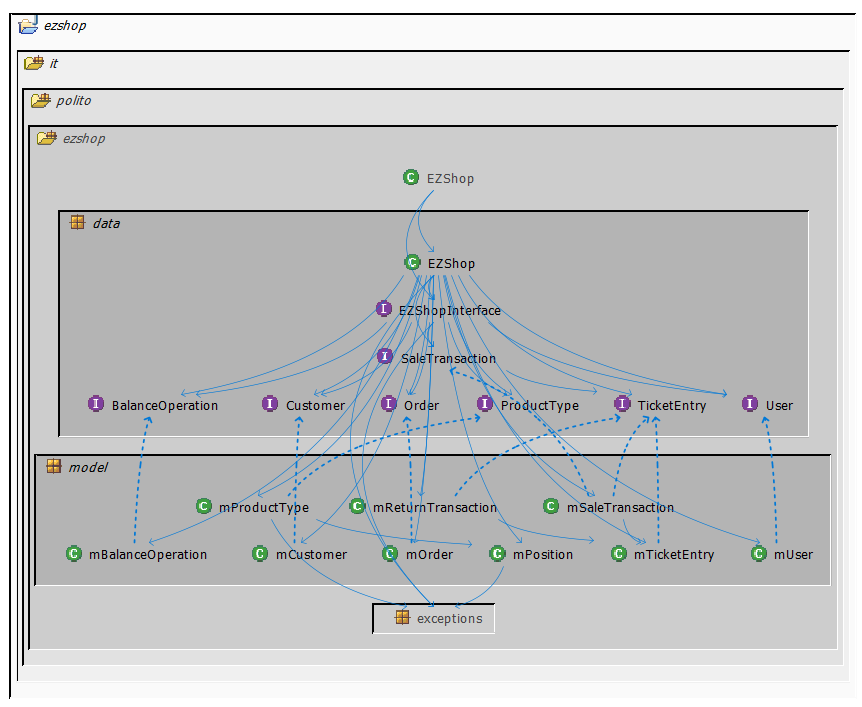 ezshop
it
polito
ezshop
C EZShop
data
C EZShop
I EZShopInterface
I SaleTransaction
I BalanceOperation I Customer I Order I ProductType I TicketEntry I User
model
C mProductType C mReturnTransaction C mSaleTransaction
C mBalanceOperation C mCustomer C mOrder C mPosition C mTicketEntry C mUser
exceptions